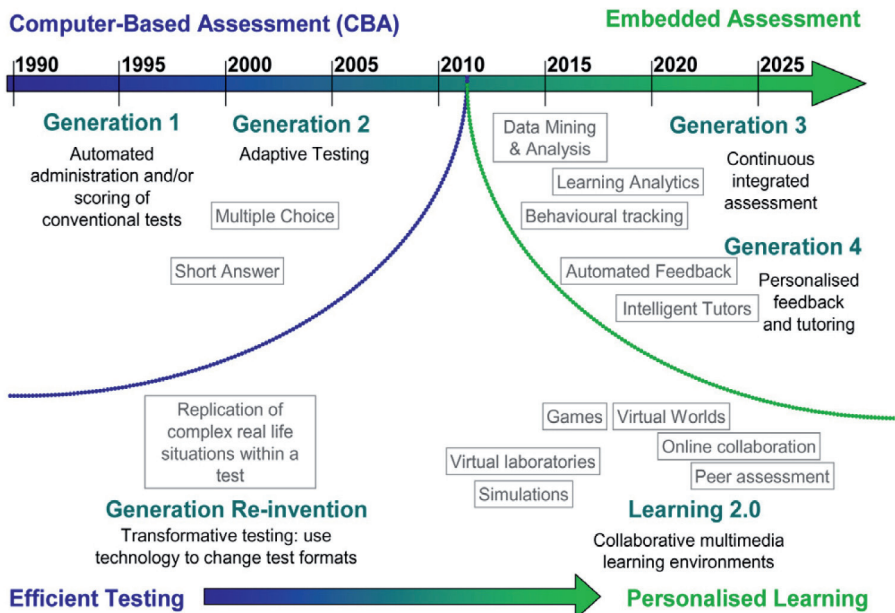 Computer-Based Assessment (CBA)
Embedded Assessment
1990 1995 2000 2005 2010 2015 2020 2025
Generation 1
Automated
administration and/or
scoring of
conventional tests
Generation 2
Adaptive Testing
Multiple Choice
Short Answer
Data Mining
& Analysis
Learning Analytics
Behavioural tracking
Generation 3
Continuous
integrated
assessment
Automated Feedback
Intelligent Tutors
Generation 4
Personalised
feedback
and tutoring
Replication of
complex real life
situations within a
test
Generation Re-invention
Transformative testing: use
technology to change test formats
Games
Virtual Worlds
Online collaboration
Virtual laboratories
Peer assessment
Simulations
Learning 2.0
Collaborative multimedia
learning environments
Efficient Testing
Personalised Learning